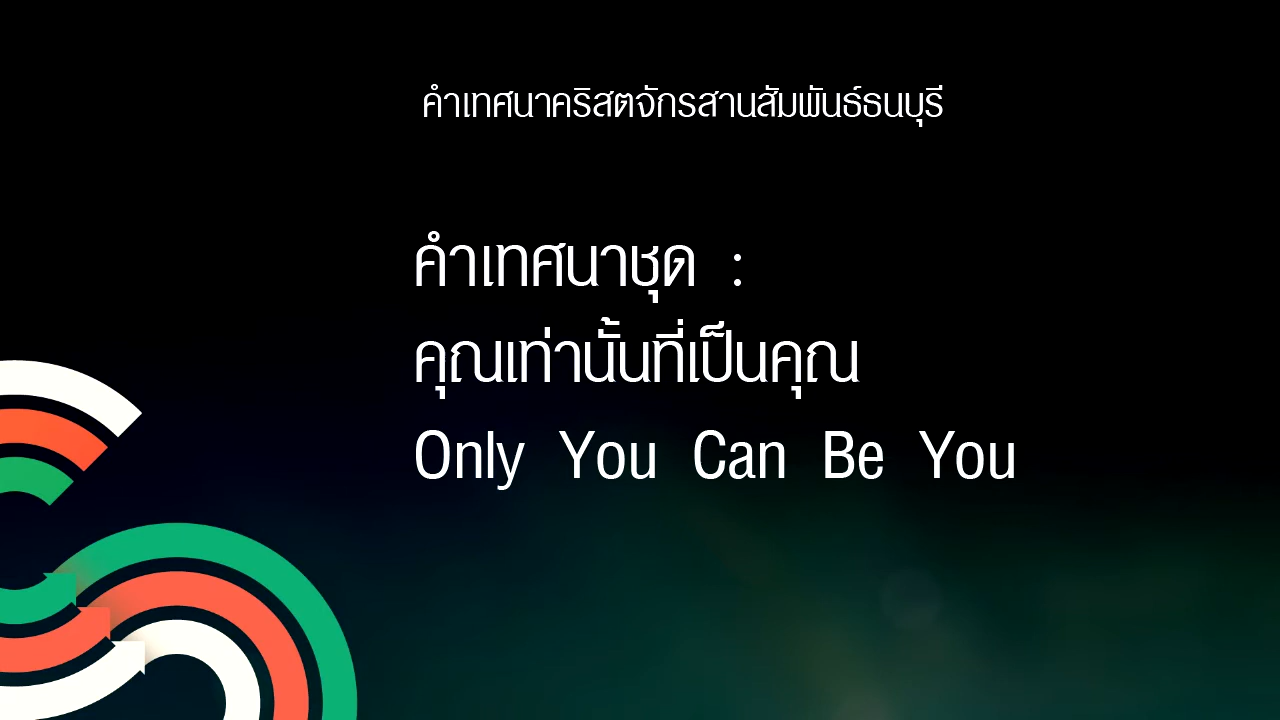 คำเทศนาคริสตจักรสานสัมพันธ์ธนบุรี
คำเทศนาชุด :
คุณเท่านั้นที่เป็นคุณ
Only You Can Be You